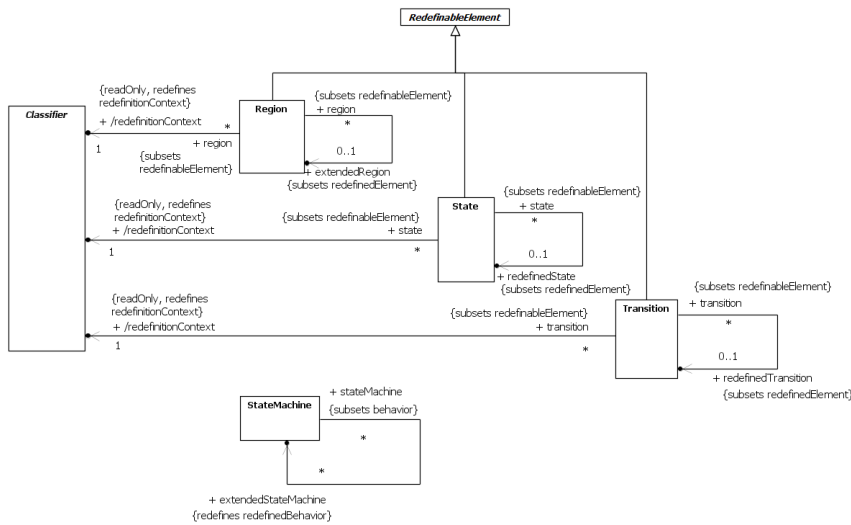 RedefinableElement
{readOnly, redefines
redefinitionContext}
+ /redefinitionContext
1
Classifier
*
+ region
{subsets
redefinableElement}
Region
{subsets redefinableElement}
+ region
*
0..1
+ extendedRegion
{subsets redefinedElement}
{readOnly, redefines
redefinitionContext}
+ /redefinitionContext
1
{subsets redefinableElement}
+ state
*
State
{subsets redefinableElement}
+ state
*
0..1
+ redefinedState
{subsets redefinedElement}
{readOnly, redefines
redefinitionContext}
+ /redefinitionContext
1
{subsets redefinableElement}
+ transition
*
Transition
{subsets redefinableElement}
+ transition
*
0..1
+ redefinedTransition
{subsets redefinedElement}
StateMachine
+ stateMachine
{subsets behavior}
*
*
+ extendedStateMachine
{redefines redefinedBehavior}